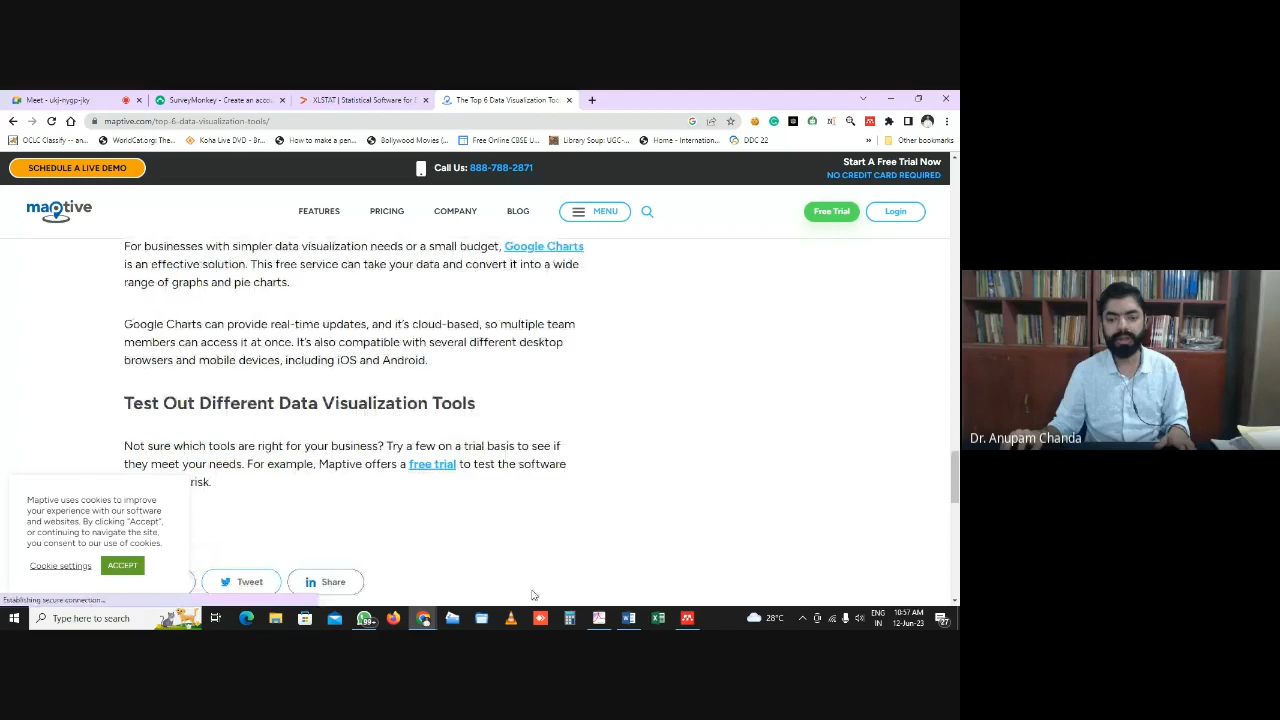 Meet - ukj-nygp-jky
SurveyMonkey - Create an accou
XLSTAT | Statistical Software for E
The Top 6 Data Visualization Too
maptive.com/top-6-data-visualization-tools/
OCLC Classify -- an...
WorldCat.org: The...
Koha Live DVD - Br...
How to make a pen...
Bollywood Movies (...
Free Online CBSE U...
Library Soup: UGC-...
Home - Internation...
DDC 22
Other bookmarks
SCHEDULE A LIVE DEMO
Call Us: 888-788-2871
Start A Free Trial Now
NO CREDIT CARD REQUIRED
maptive
FEATURES
PRICING
COMPANY
BLOG
MENU
Free Trial
Login
For businesses with simpler data visualization needs or a small budget, Google Charts
is an effective solution. This free service can take your data and convert it into a wide
range of graphs and pie charts.
Google Charts can provide real-time updates, and it's cloud-based, so multiple team
members can access it at once. It's also compatible with several different desktop
browsers and mobile devices, including iOS and Android.
Test Out Different Data Visualization Tools
Not sure which tools are right for your business? Try a few on a trial basis to see if
they meet your needs. For example, Maptive offers a free trial to test the software
risk.
Maptive uses cookies to improve
your experience with our software
and websites. By clicking "Accept",
or continuing to navigate the site,
you consent to our use of cookies.
Cookie settings
ACCEPT
Tweet
Share
Establishing secure connection...
Type here to search
99+
28°C
ENG
IN
10:57 AM
12-Jun-23
27
Dr. Anupam Chanda